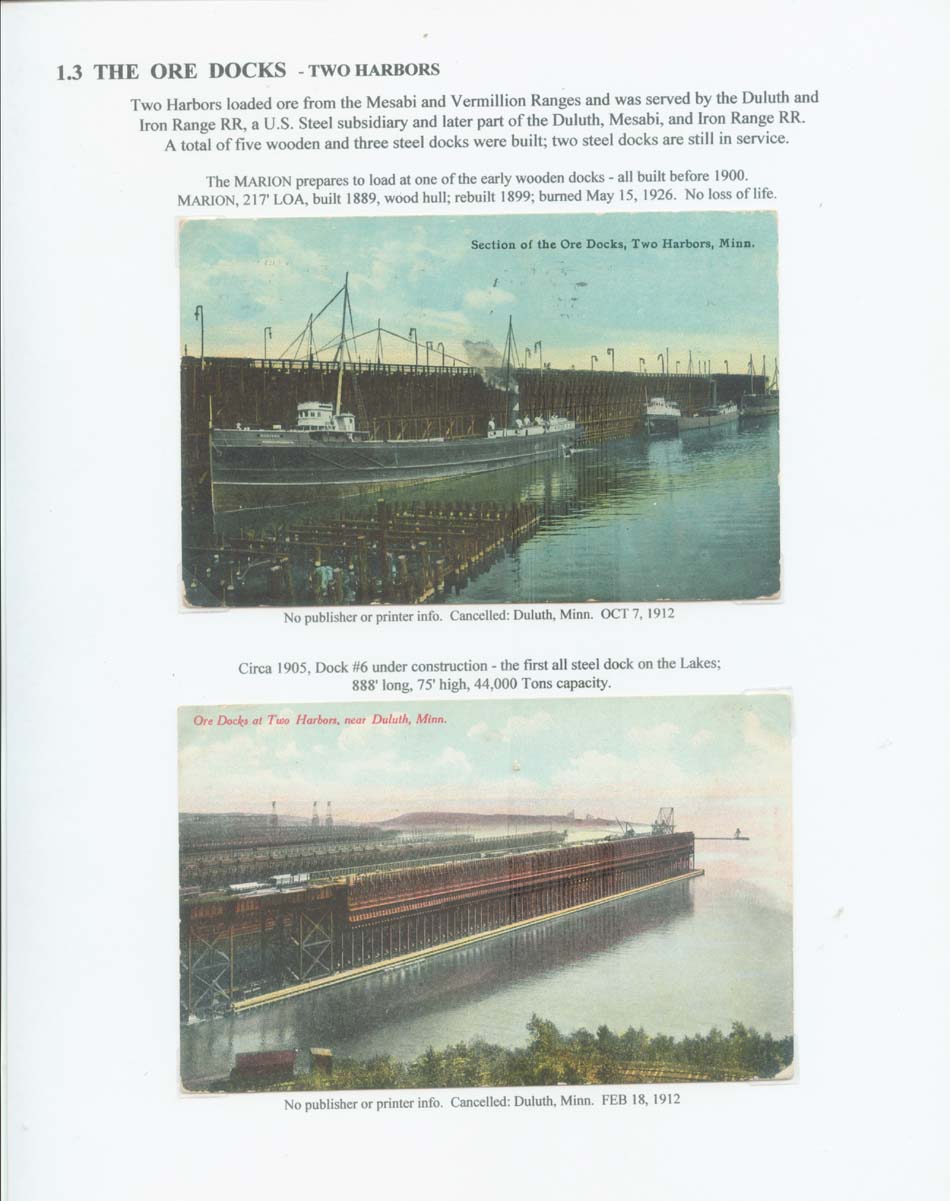 1.3 THE ORE DOCKS - TWO HARBORS
Two Harbors loaded ore from the Mesabi and Vermillion Ranges and was served by the Duluth and
Iron Range RR, a U.S. Steel subsidiary and later part of the Duluth, Mesabi, and Iron Range RR.
A total of five wooden and three steel docks were built; two steel docks are still in service.
The MARION prepares to load at one of the early wooden docks - all built before 1900.
MARION, 217' LOA, built 1889, wood hull; rebuilt 1899; burned May 15, 1926. No loss of life.
Section of the Ore Docks, Two Harbors, Minn.
No publisher or printer info. Cancelled: Duluth, Minn. OCT 7, 1912
Circa 1905, Dock #6 under construction - the first all steel dock on the Lakes;
888' long, 75' high, 44,000 Tons capacity.
Ore Docks at Two Harbors, near Duluth, Minn.
No publisher or printer info. Cancelled: Duluth, Minn. FEB 18, 1912